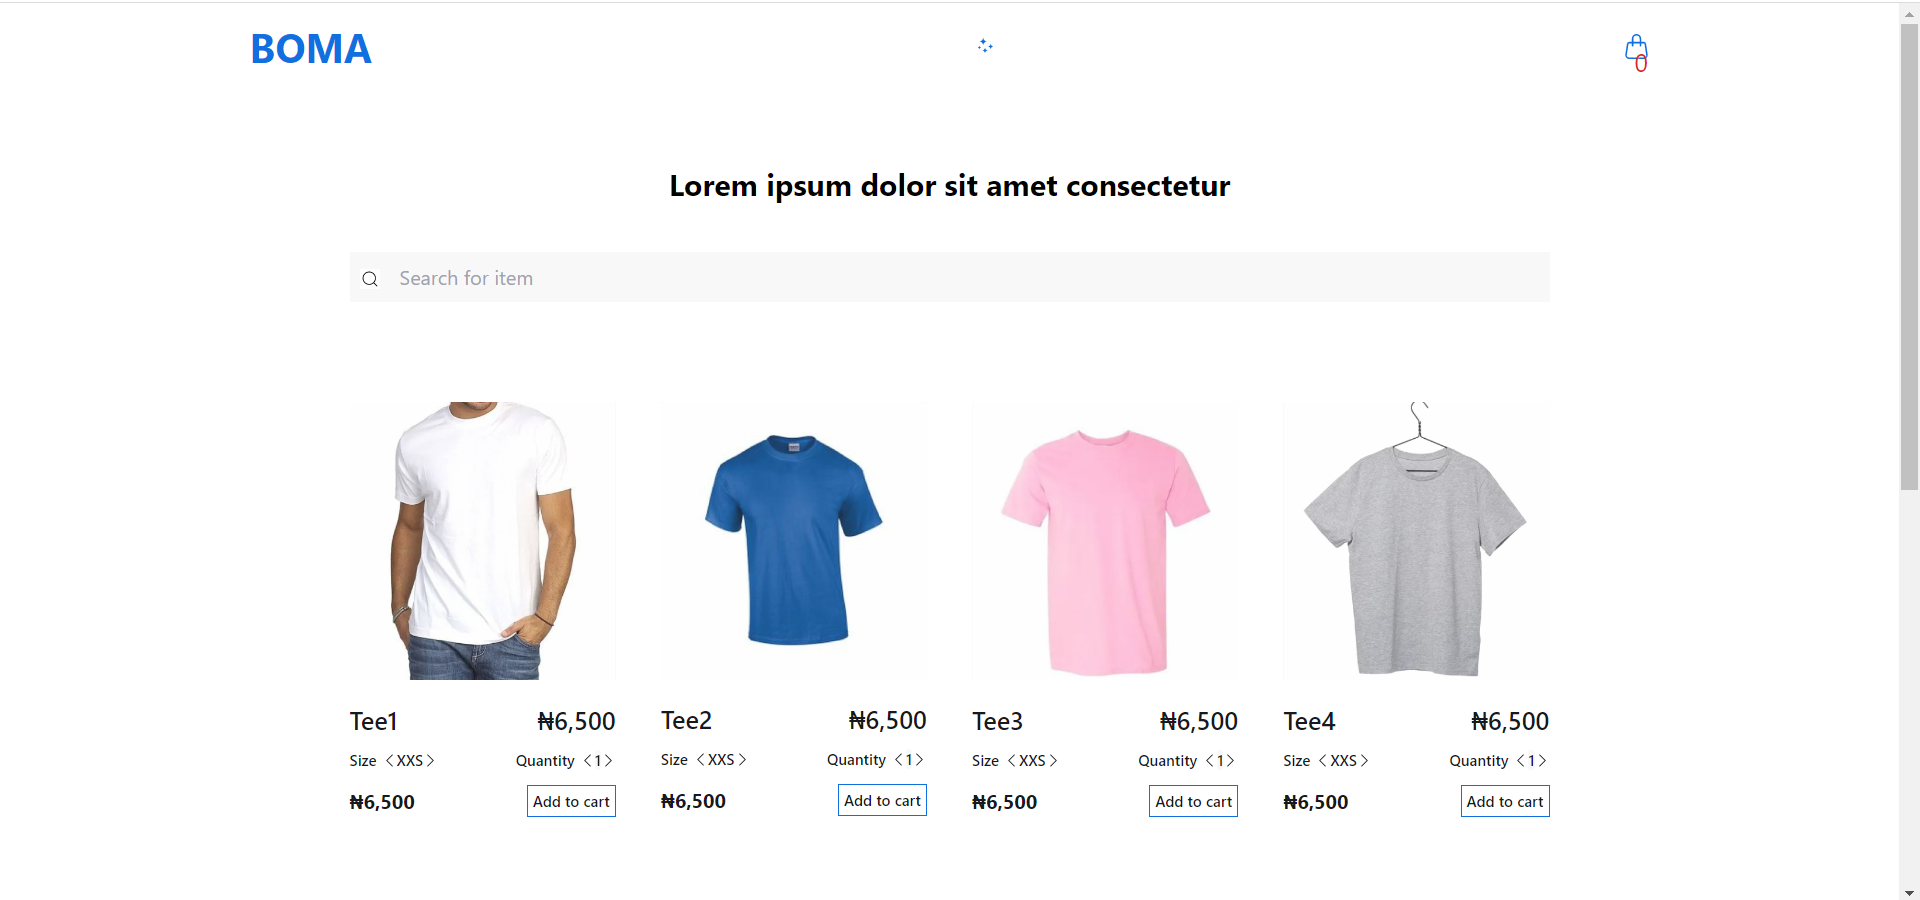 BOMA
0
Lorem ipsum dolor sit amet consectetur
Search for item
Tee1 ₦6,500
Size < XXS > Quantity < 1 >
₦6,500 Add to cart
Tee2 ₦6,500
Size < XXS > Quantity < 1 >
₦6,500 Add to cart
Tee3 ₦6,500
Size < XXS > Quantity < 1 >
₦6,500 Add to cart
Tee4 ₦6,500
Size < XXS > Quantity < 1 >
₦6,500 Add to cart